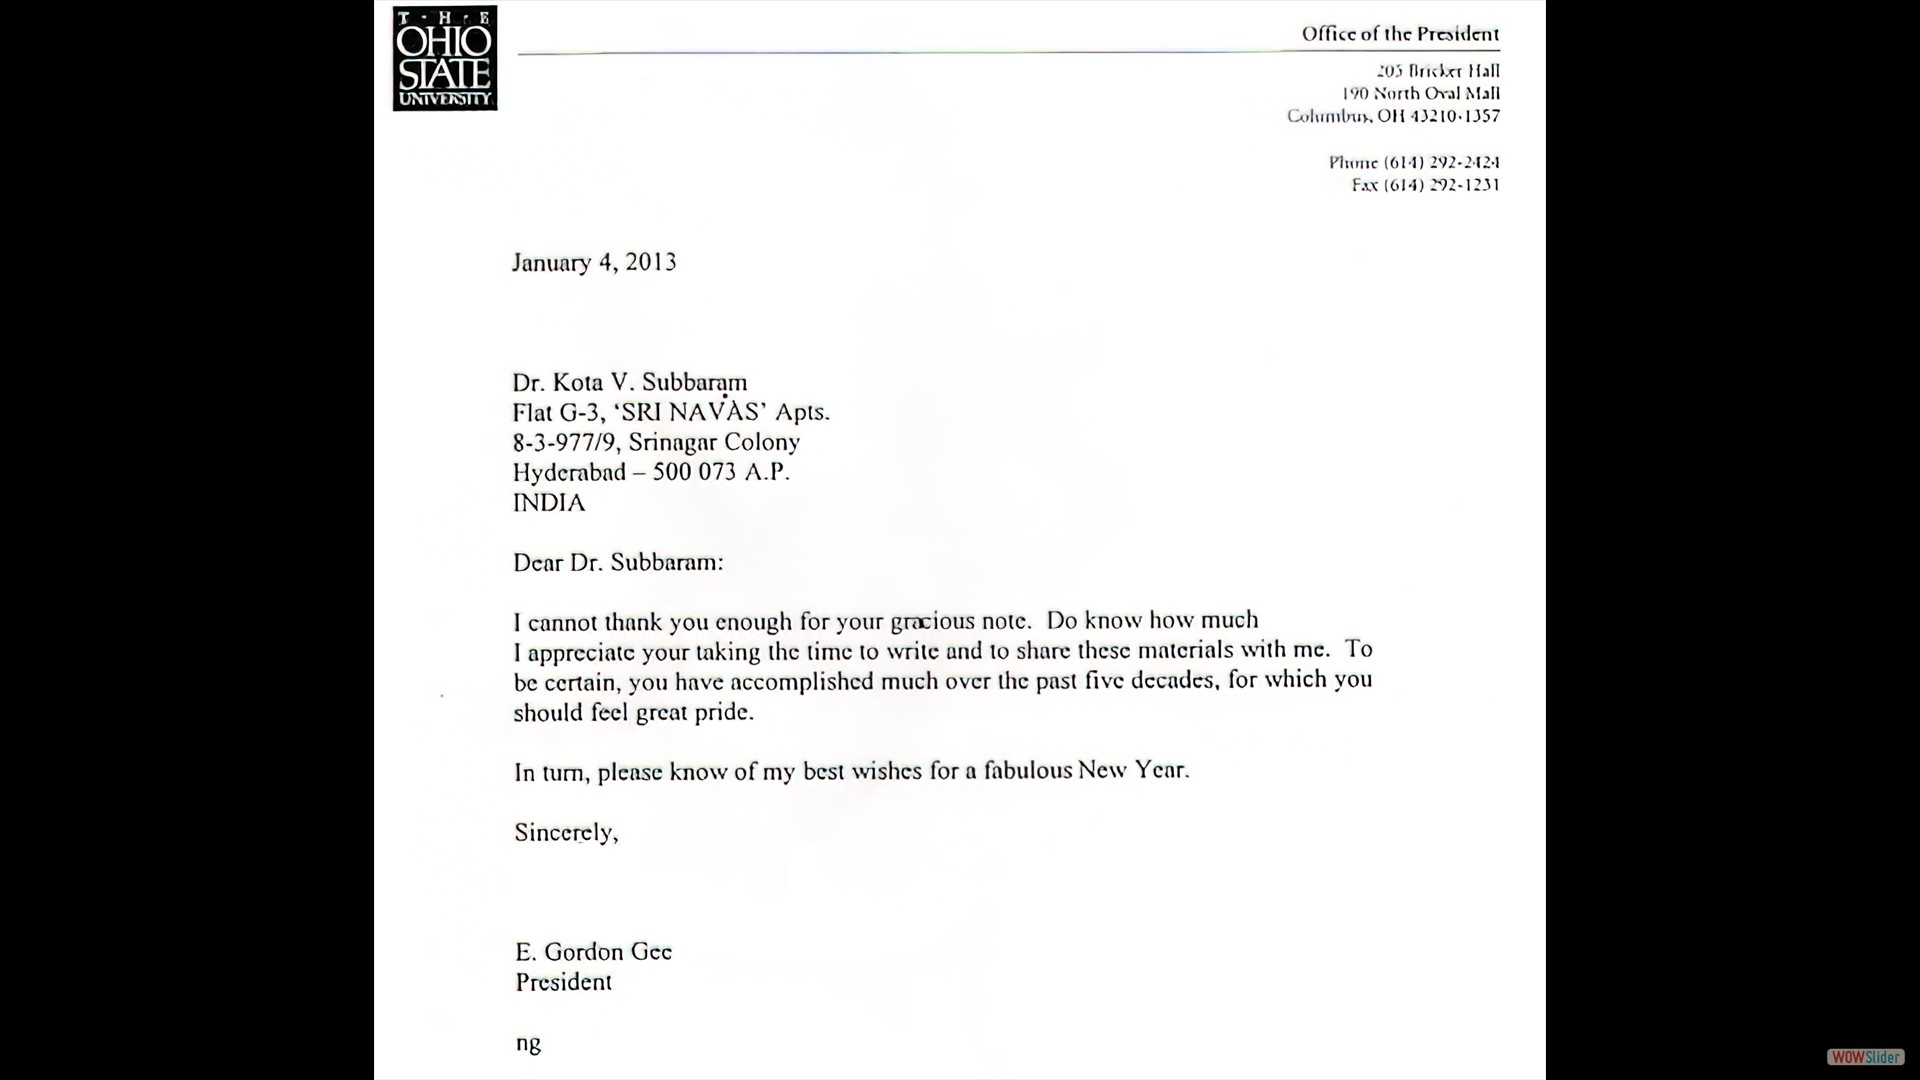 T · H · E
OHIO
STATE
UNIVERSITY
Office of the President
205 Bricker Hall
190 North Oval Mall
Columbus, OH 43210-1357
Phone (614) 292-2424
Fax (614) 292-1231
January 4, 2013
Dr. Kota V. Subbaram
Flat G-3, ‘SRI NAVAS’ Apts.
8-3-977/9, Srinagar Colony
Hyderabad – 500 073 A.P.
INDIA
Dear Dr. Subbaram:
I cannot thank you enough for your gracious note.  Do know how much
I appreciate your taking the time to write and to share these materials with me.  To
be certain, you have accomplished much over the past five decades, for which you
should feel great pride.
In turn, please know of my best wishes for a fabulous New Year.
Sincerely,
E. Gordon Gee
President
ng
WOWSlider